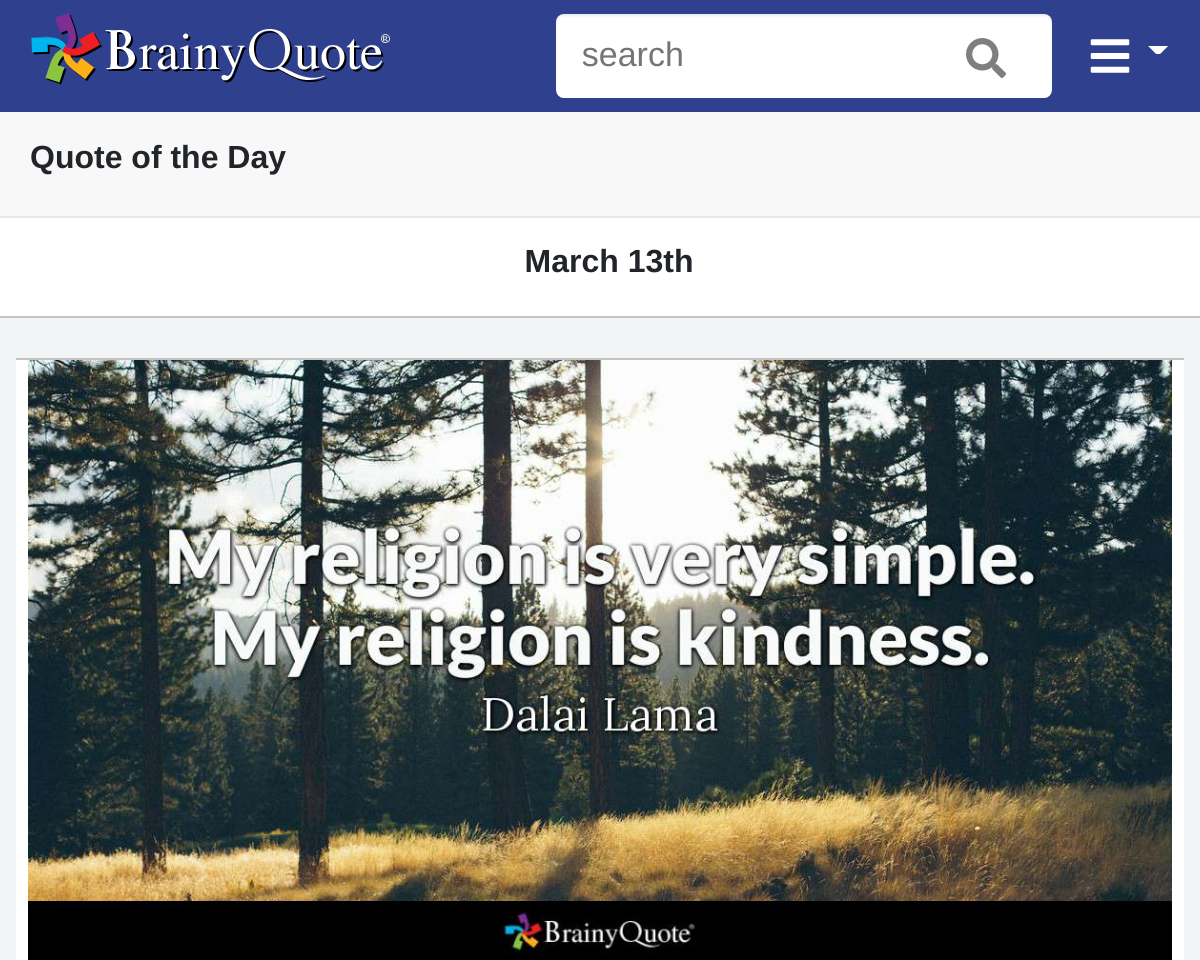 BrainyQuote®
search
Quote of the Day
March 13th
My religion is very simple.
My religion is kindness.
Dalai Lama
BrainyQuote®